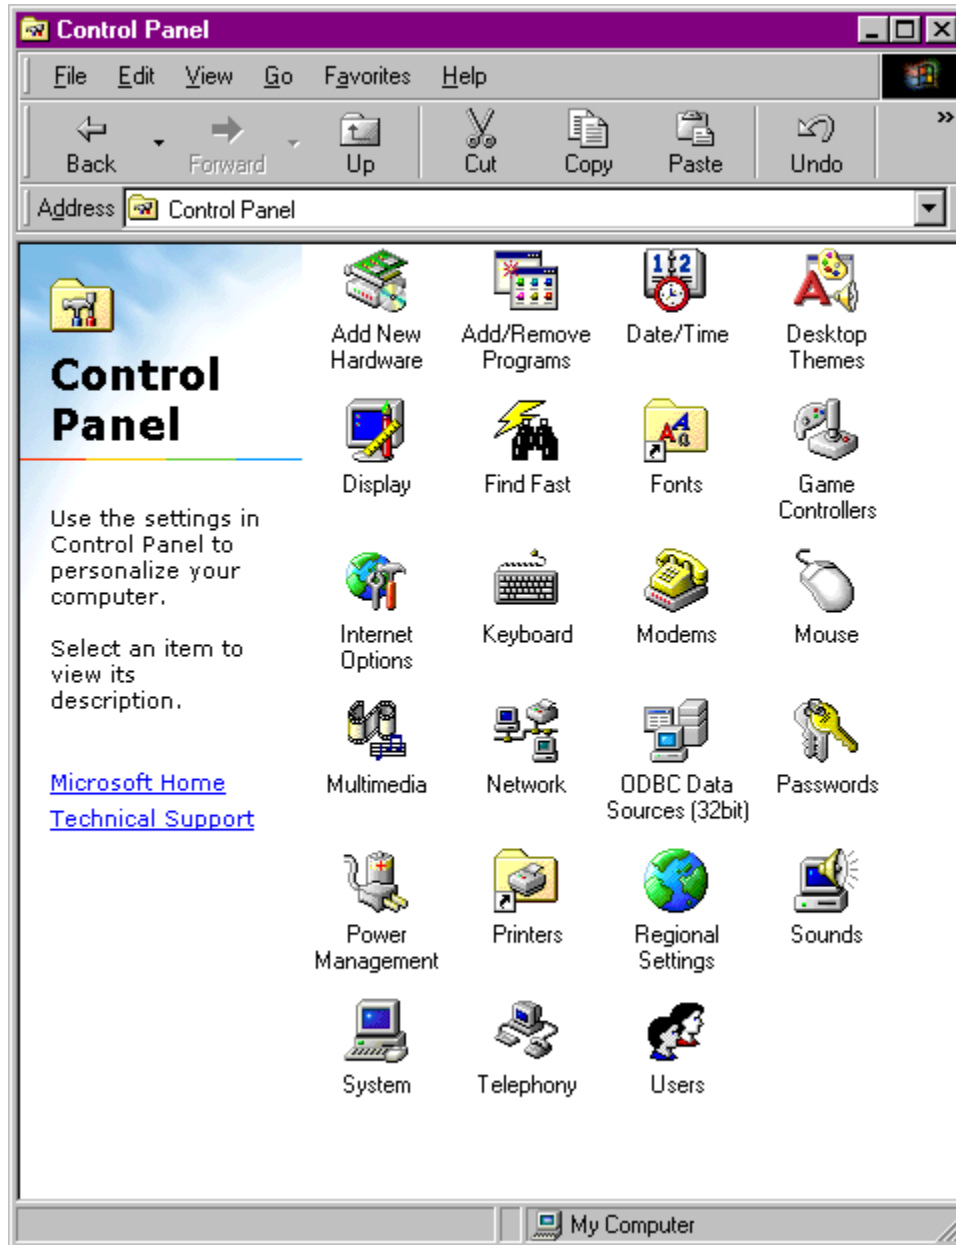 Control Panel
File Edit View Go Favorites Help
Back Forward Up Cut Copy Paste Undo »
Address Control Panel
Control
Panel
Use the settings in
Control Panel to
personalize your
computer.
Select an item to
view its
description.
Microsoft Home
Technical Support
Add New
Hardware
Add/Remove
Programs
Date/Time
Desktop
Themes
Display
Find Fast
Fonts
Game
Controllers
Internet
Options
Keyboard
Modems
Mouse
Multimedia
Network
ODBC Data
Sources (32bit)
Passwords
Power
Management
Printers
Regional
Settings
Sounds
System
Telephony
Users
My Computer